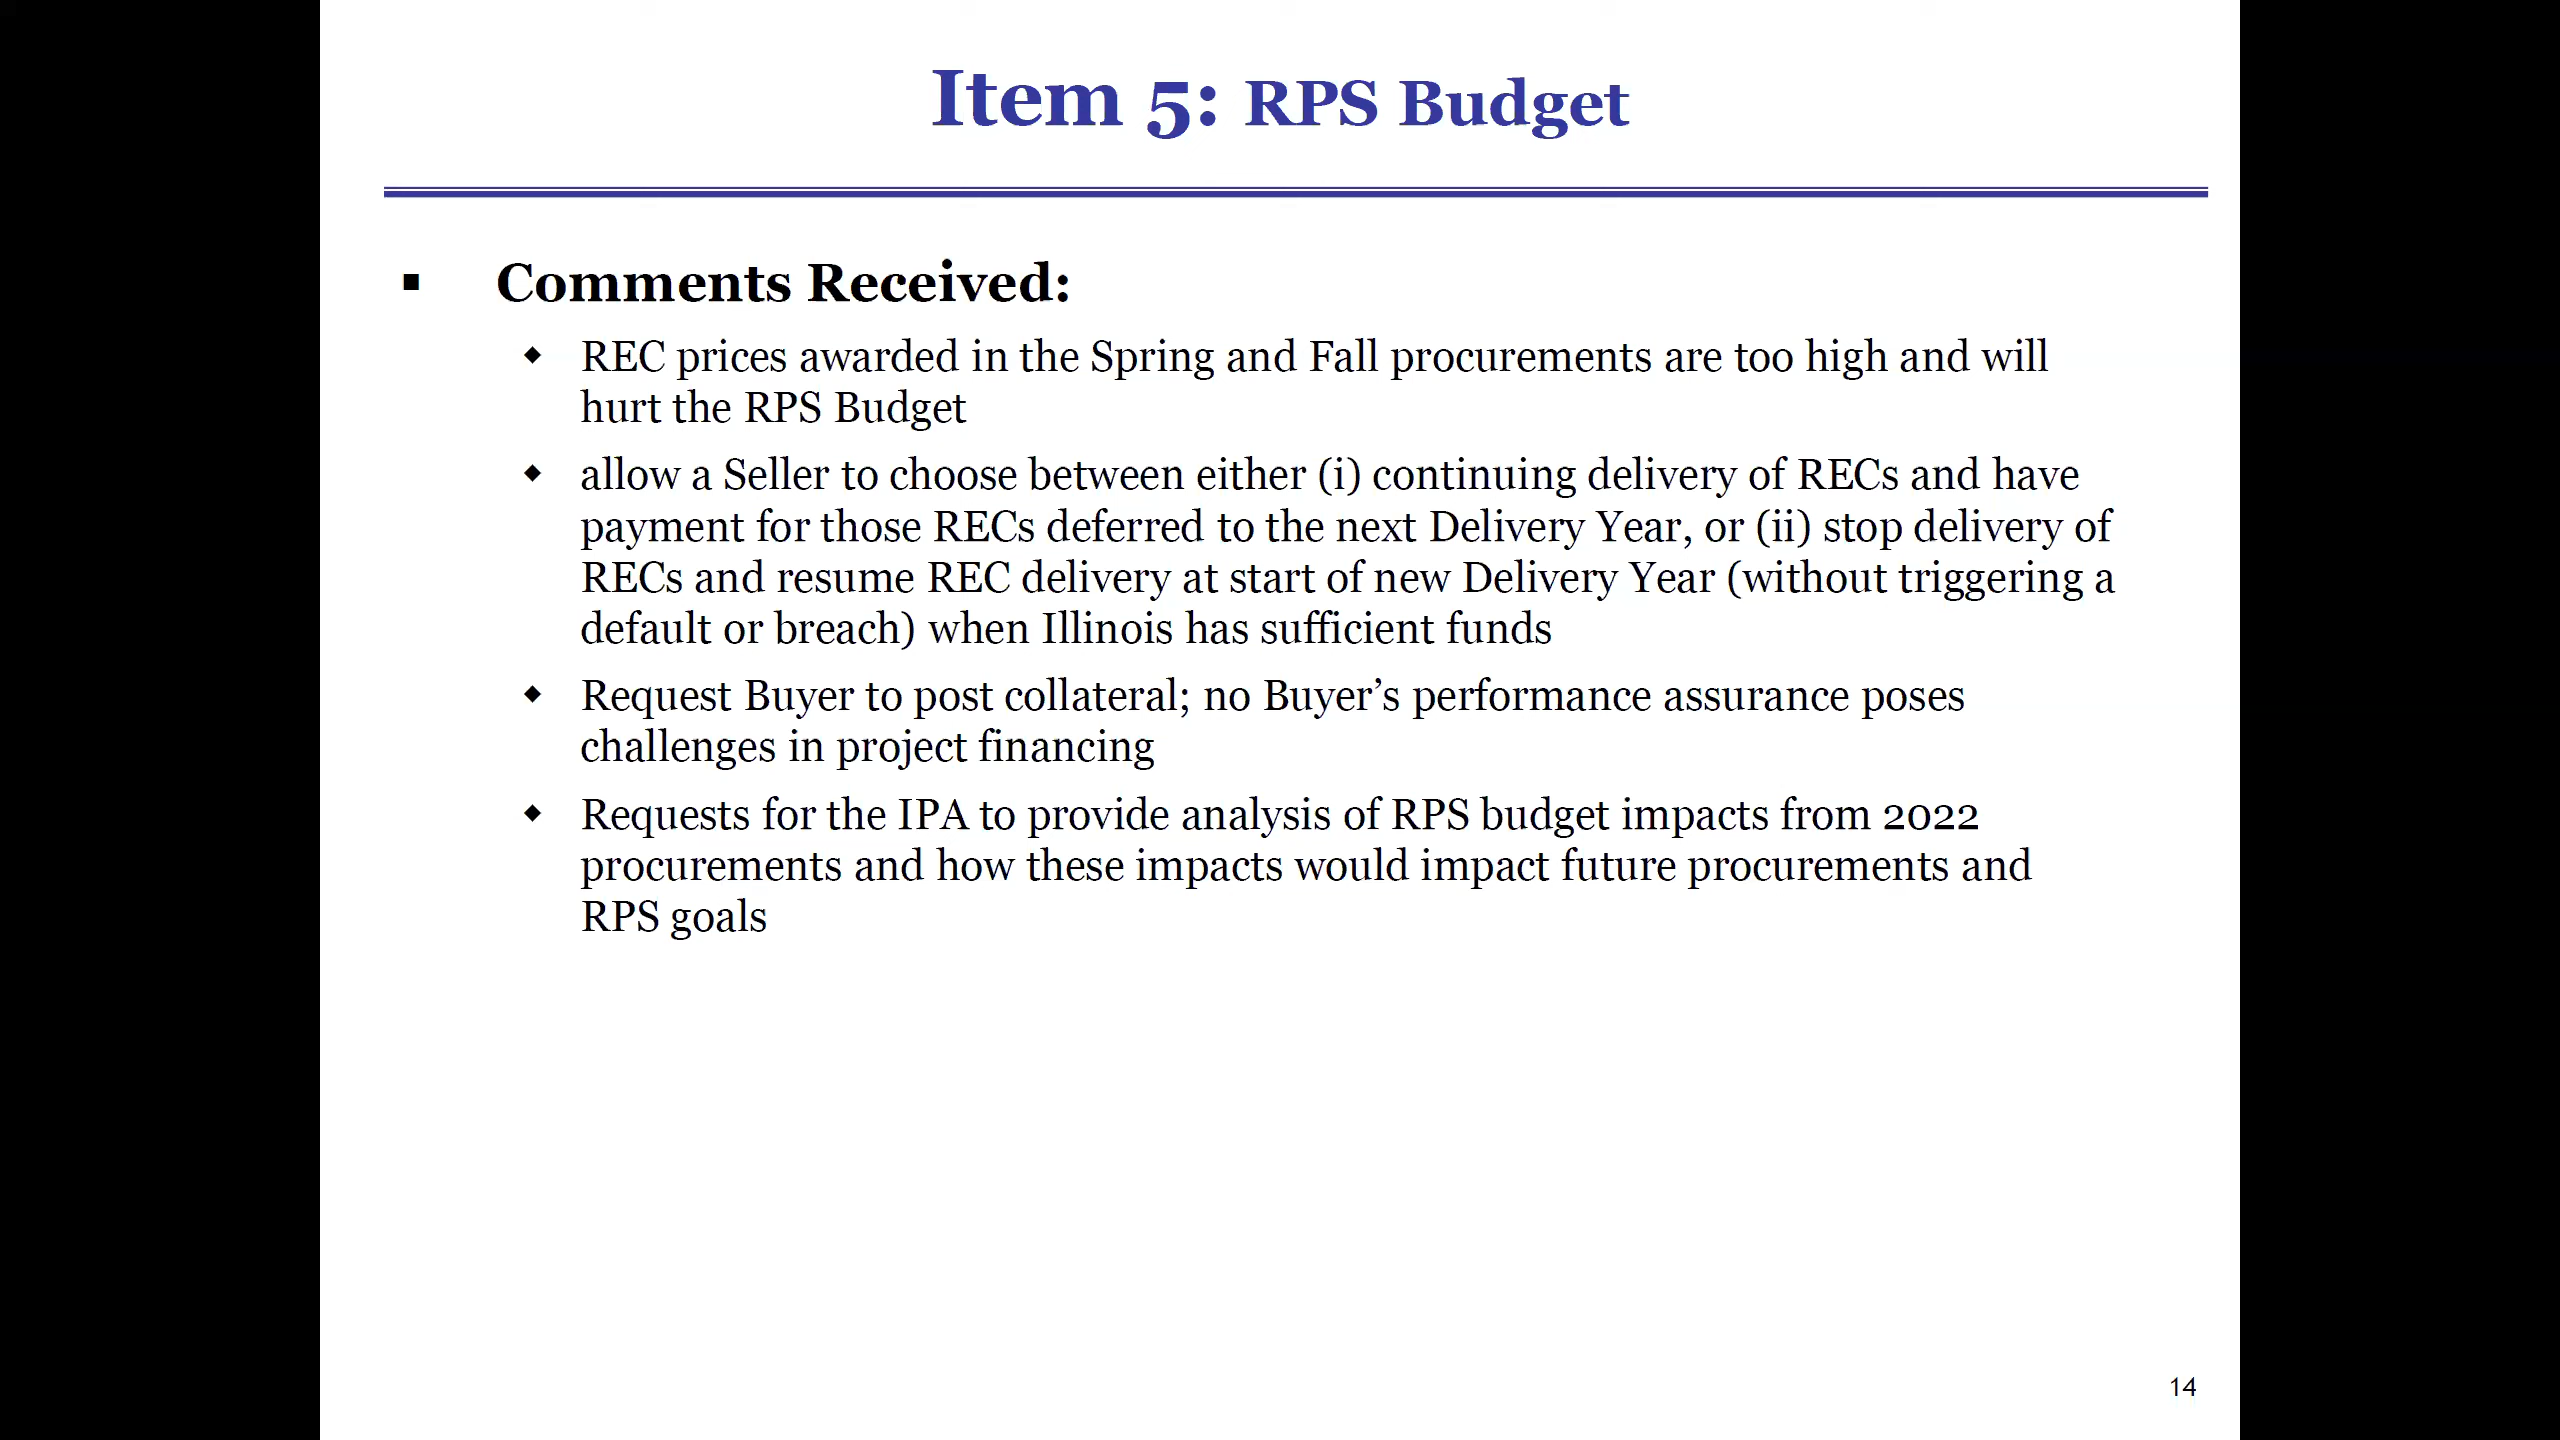 Item 5: RPS Budget
Comments Received:
REC prices awarded in the Spring and Fall procurements are too high and will
hurt the RPS Budget
allow a Seller to choose between either (i) continuing delivery of RECs and have
payment for those RECs deferred to the next Delivery Year, or (ii) stop delivery of
RECs and resume REC delivery at start of new Delivery Year (without triggering a
default or breach) when Illinois has sufficient funds
Request Buyer to post collateral; no Buyer’s performance assurance poses
challenges in project financing
Requests for the IPA to provide analysis of RPS budget impacts from 2022
procurements and how these impacts would impact future procurements and
RPS goals
14